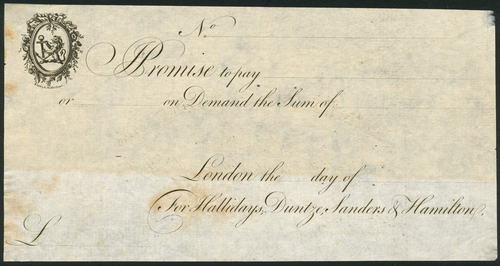 No.
Promise to pay
or on Demand the Sum of
London the day of
For Hallidays, Duntze, Sanders & Hamilton.
£